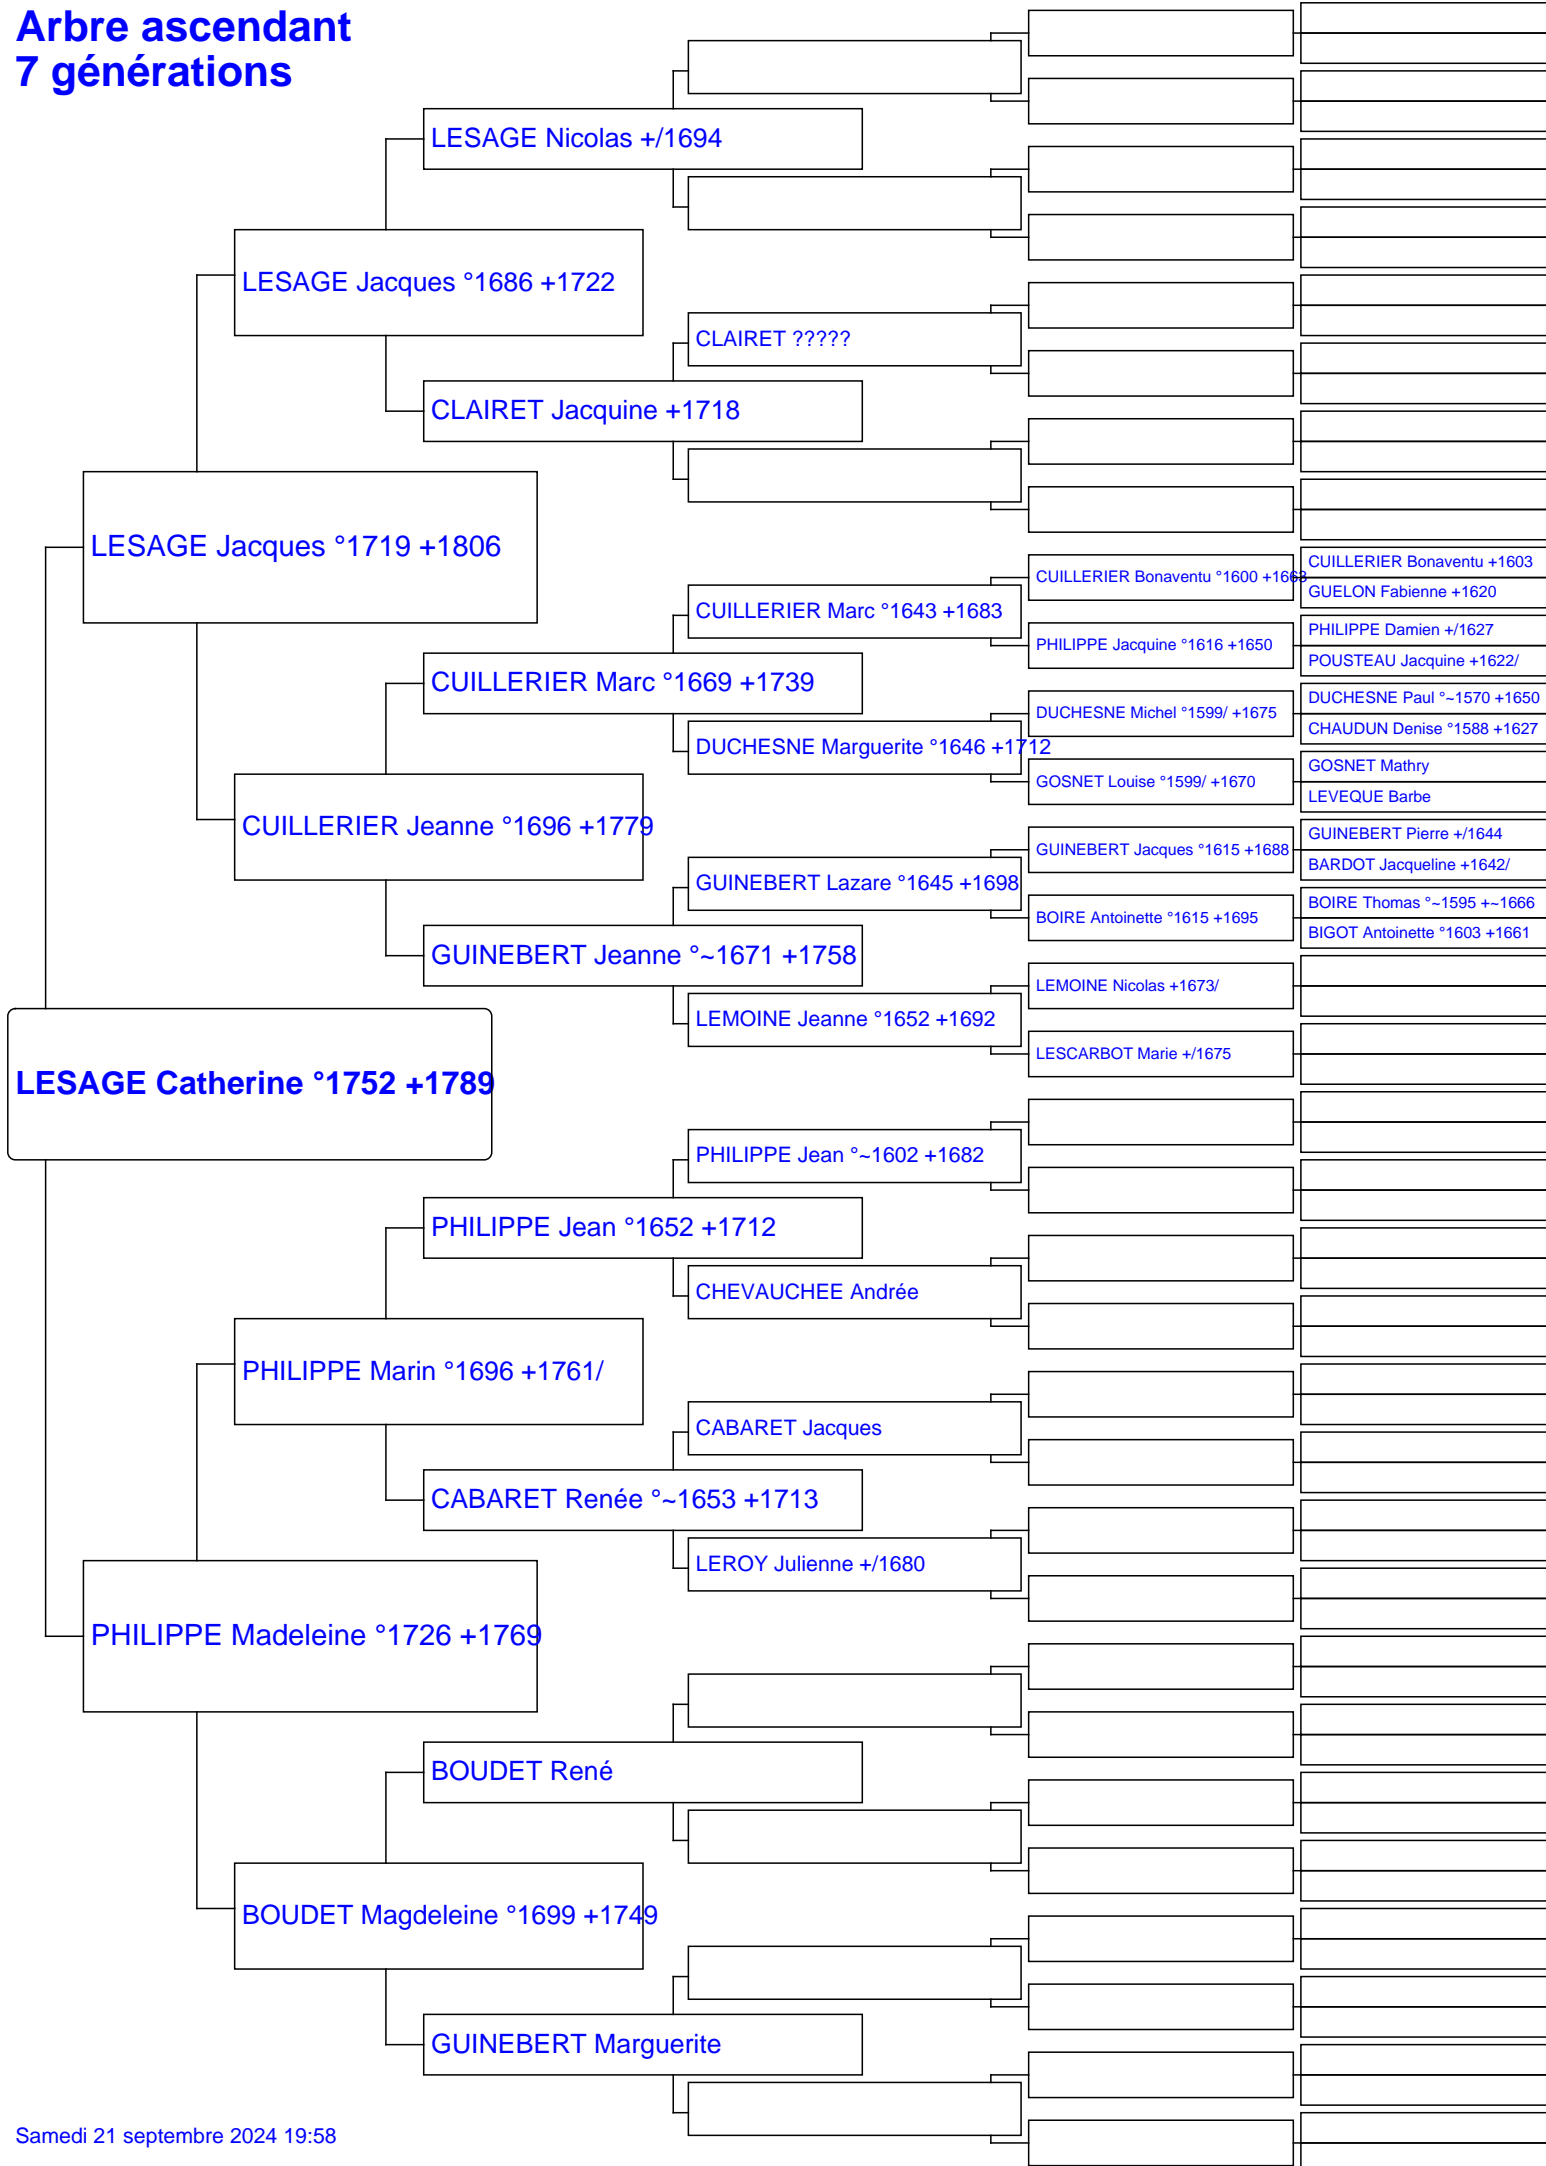 Arbre ascendant
7 générations
LESAGE Nicolas +/1694
LESAGE Jacques °1686 +1722
CLAIRET ?????
CLAIRET Jacquine +1718
LESAGE Jacques °1719 +1806
CUILLERIER Bonaventu +1603
CUILLERIER Bonaventu °1600 +1663
GUELON Fabienne +1620
CUILLERIER Marc °1643 +1683
PHILIPPE Damien +/1627
PHILIPPE Jacquine °1616 +1650
POUSTEAU Jacquine +1622/
CUILLERIER Marc °1669 +1739
DUCHESNE Paul °~1570 +1650
DUCHESNE Michel °1599/ +1675
CHAUDUN Denise °1588 +1627
DUCHESNE Marguerite °1646 +1712
GOSNET Mathry
GOSNET Louise °1599/ +1670
LEVEQUE Barbe
CUILLERIER Jeanne °1696 +1779
GUINEBERT Pierre +/1644
GUINEBERT Jacques °1615 +1688
BARDOT Jacqueline +1642/
GUINEBERT Lazare °1645 +1698
BOIRE Thomas °~1595 +~1666
BOIRE Antoinette °1615 +1695
BIGOT Antoinette °1603 +1661
GUINEBERT Jeanne °~1671 +1758
LEMOINE Nicolas +1673/
LEMOINE Jeanne °1652 +1692
LESCARBOT Marie +/1675
LESAGE Catherine °1752 +1789
PHILIPPE Jean °~1602 +1682
PHILIPPE Jean °1652 +1712
CHEVAUCHEE Andrée
PHILIPPE Marin °1696 +1761/
CABARET Jacques
CABARET Renée °~1653 +1713
LEROY Julienne +/1680
PHILIPPE Madeleine °1726 +1769
BOUDET René
BOUDET Magdeleine °1699 +1749
GUINEBERT Marguerite
Samedi 21 septembre 2024 19:58